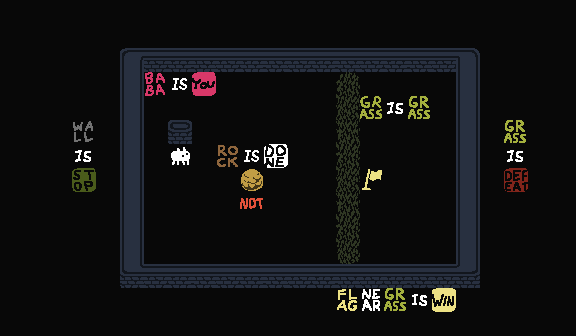 BABA IS YOU
GRASS IS GRASS
WALL IS STOP
GRASS IS DEFEAT
ROCK IS DONE
NOT
FLAG NEAR GRASS IS WIN